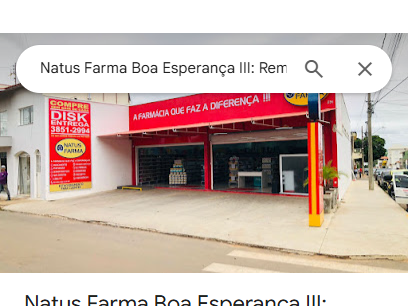 Natus Farma Boa Esperança III: Rem
COMPRE
DISK
ENTREGA
3851-2994
NATUS
FARMA
A FARMÁCIA QUE FAZ A DIFERENÇA !!!
FARMA
Natus Farma Boa Esperança III: